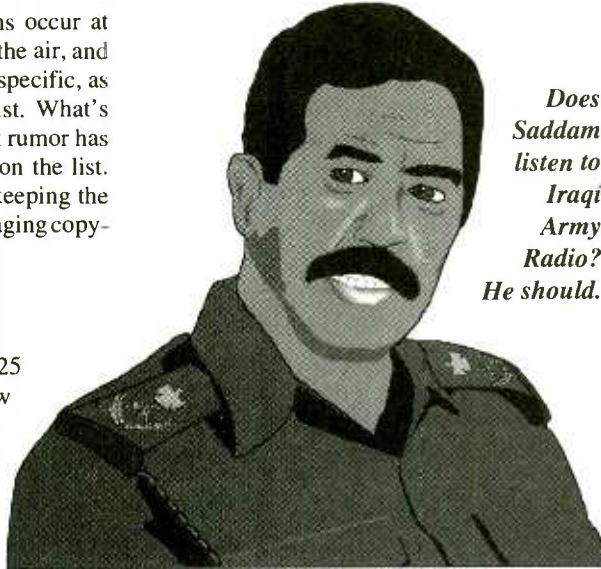 ns occur at
the air, and
specific, as
st. What's
rumor has
on the list.
keeping the
aging copy-
25
w
Does
Saddam
listen to
Iraqi
Army
Radio?
He should.